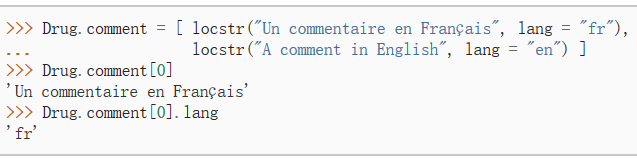 >>> Drug.comment = [ locstr("Un commentaire en Français", lang = "fr"),
...                  locstr("A comment in English", lang = "en") ]
>>> Drug.comment[0]
'Un commentaire en Français'
>>> Drug.comment[0].lang
'fr'